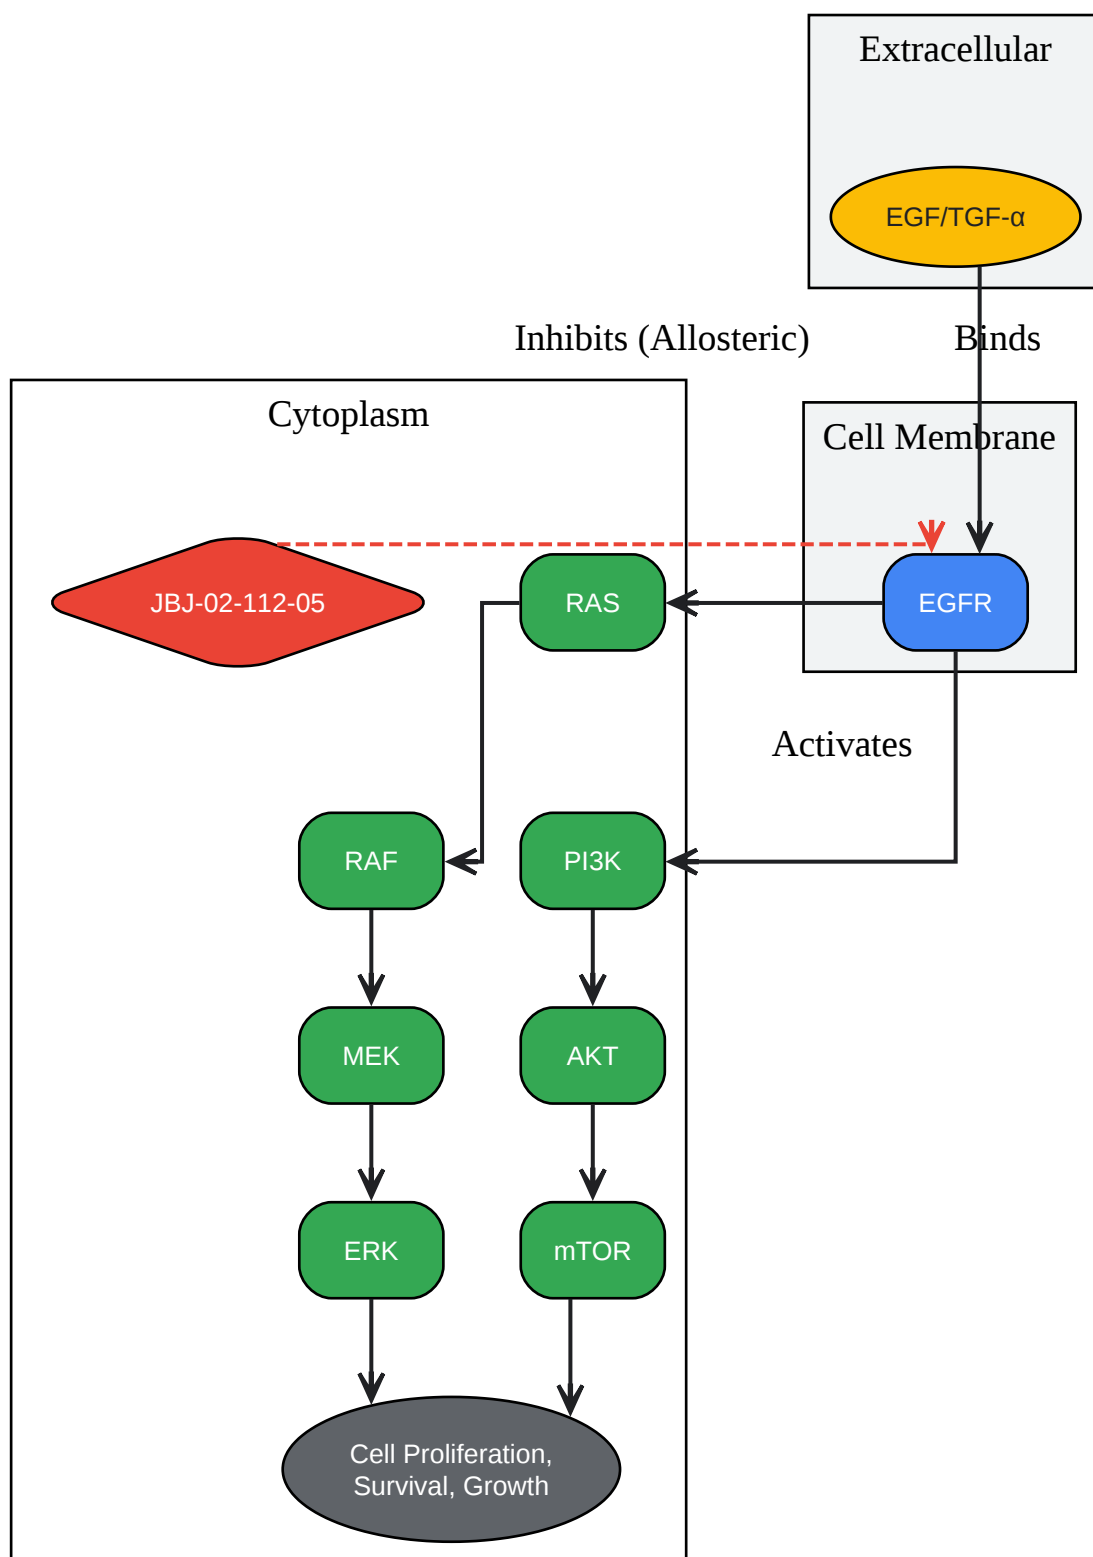 Extracellular
EGF/TGF-α
Inhibits (Allosteric)
Binds
Cytoplasm
Cell Membrane
JBJ-02-112-05
RAS
EGFR
Activates
RAF
PI3K
MEK
AKT
ERK
mTOR
Cell Proliferation,
Survival, Growth